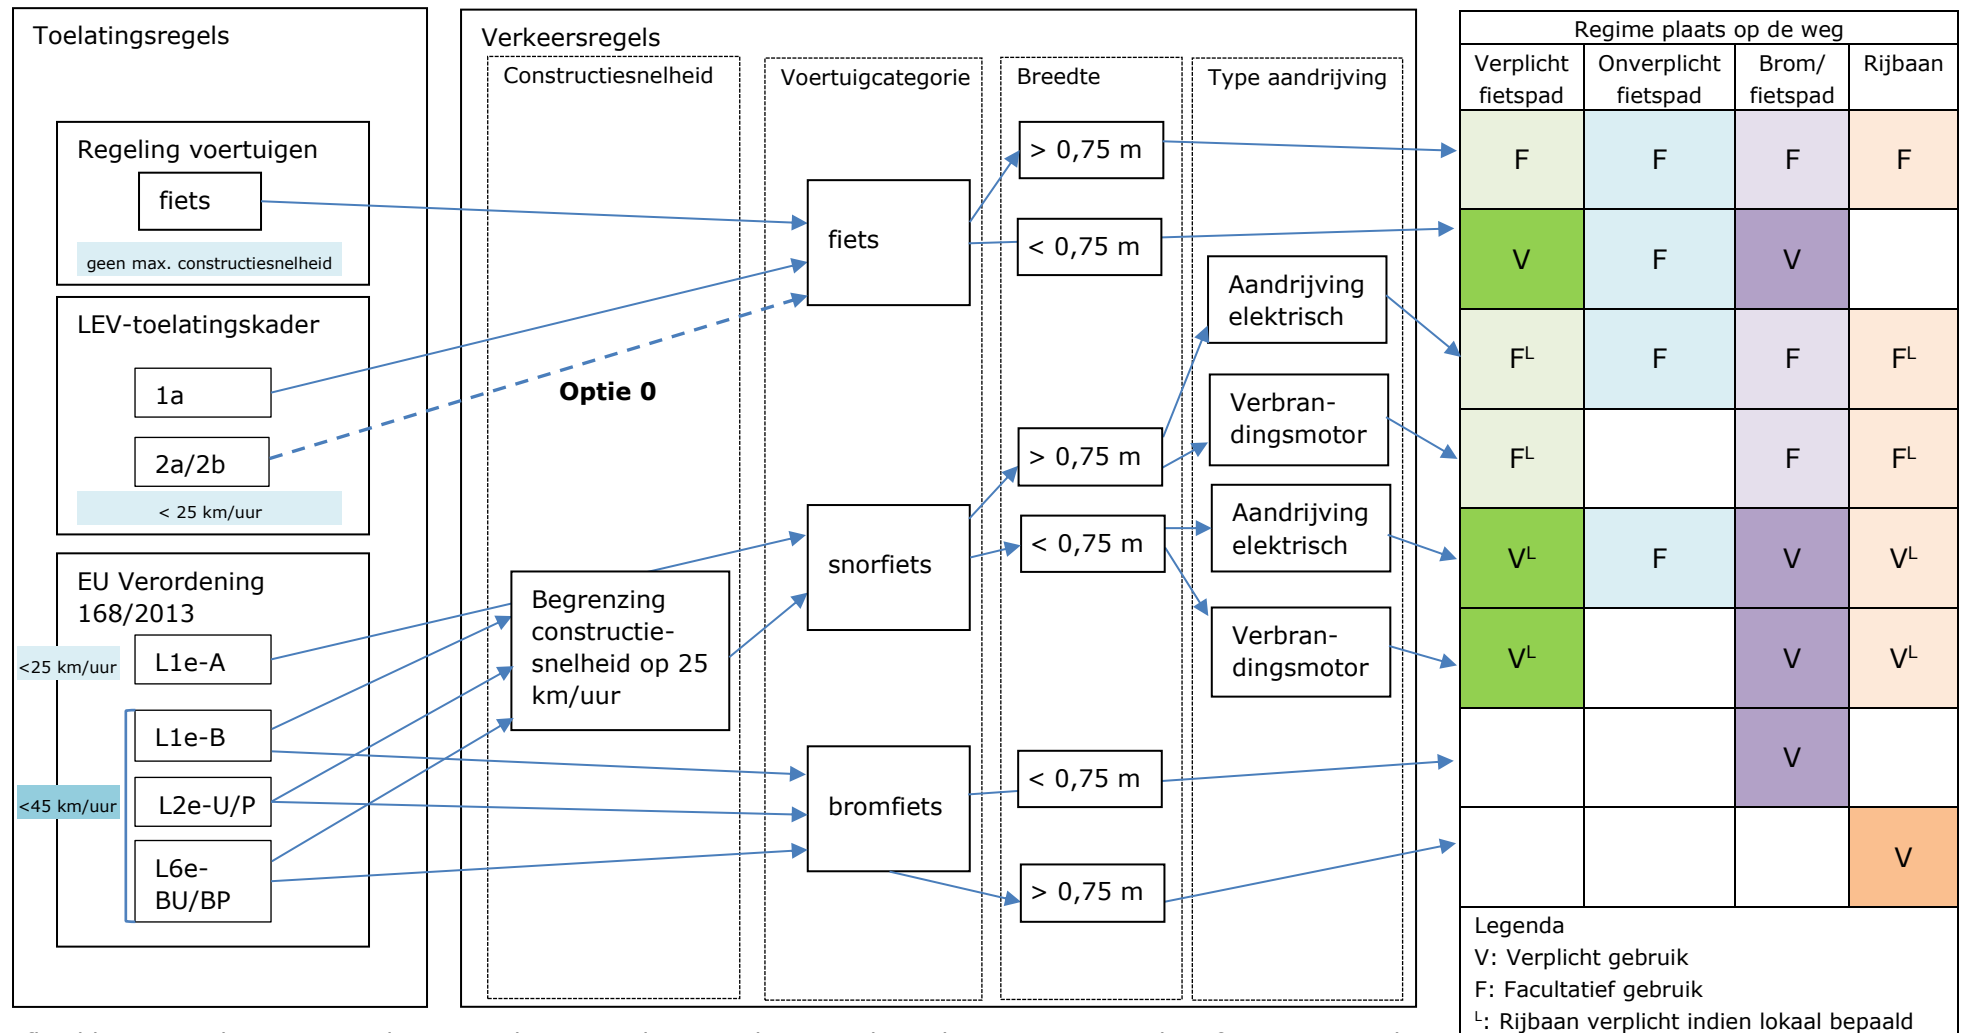 Toelatingsregels
Regeling voertuigen
fiets
geen max. constructiesnelheid
LEV-toelatingskader
1a
2a/2b
< 25 km/uur
EU Verordening
168/2013
<25 km/uur
L1e-A
L1e-B
<45 km/uur
L2e-U/P
L6e-
BU/BP
Verkeersregels
Constructiesnelheid
Optie 0
Begrenzing
constructie-
snelheid op 25
km/uur
Voertuigcategorie
fiets
snorfiets
bromfiets
Breedte
> 0,75 m
< 0,75 m
> 0,75 m
< 0,75 m
< 0,75 m
> 0,75 m
Type aandrijving
Aandrijving
elektrisch
Verbran-
dingsmotor
Aandrijving
elektrisch
Verbran-
dingsmotor
Regime plaats op de weg
Verplicht fietspad Onverplicht fietspad Brom/ fietspad Rijbaan
F F F F
V F V
Fᴸ F F Fᴸ
Fᴸ F Fᴸ
Vᴸ F V Vᴸ
Vᴸ V Vᴸ
V
V
Legenda
V: Verplicht gebruik
F: Facultatief gebruik
ᴸ: Rijbaan verplicht indien lokaal bepaald